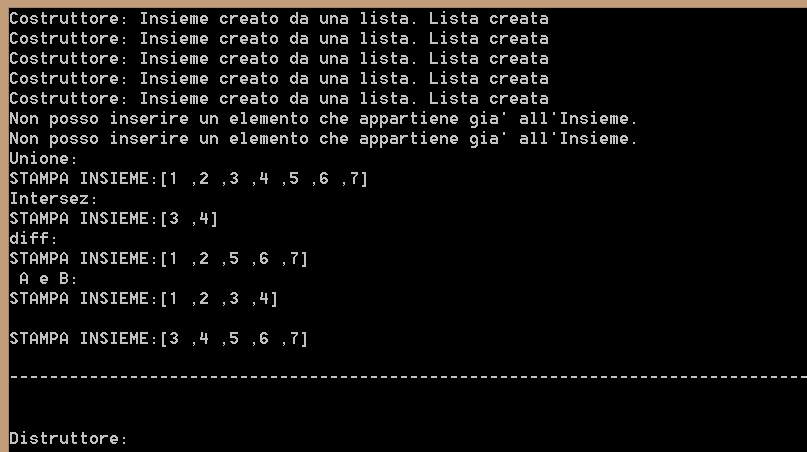 Costruttore: Insieme creato da una lista. Lista creata
Costruttore: Insieme creato da una lista. Lista creata
Costruttore: Insieme creato da una lista. Lista creata
Costruttore: Insieme creato da una lista. Lista creata
Costruttore: Insieme creato da una lista. Lista creata
Non posso inserire un elemento che appartiene gia' all'Insieme.
Non posso inserire un elemento che appartiene gia' all'Insieme.
Unione:
STAMPA INSIEME:[1 ,2 ,3 ,4 ,5 ,6 ,7]
Intersez:
STAMPA INSIEME:[3 ,4]
diff:
STAMPA INSIEME:[1 ,2 ,5 ,6 ,7]
 A e B:
STAMPA INSIEME:[1 ,2 ,3 ,4]
STAMPA INSIEME:[3 ,4 ,5 ,6 ,7]
--------------------------------------------------------------------------------
Distruttore: